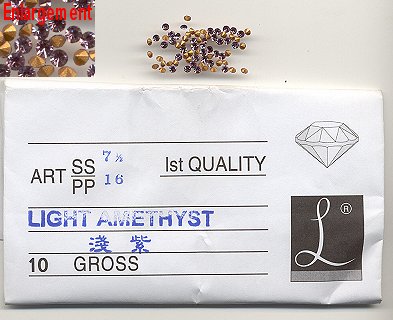 Enlargement
ART SS 7½ Ist QUALITY
PP 16
LIGHT AMETHYST
淺紫
10 GROSS
L ®